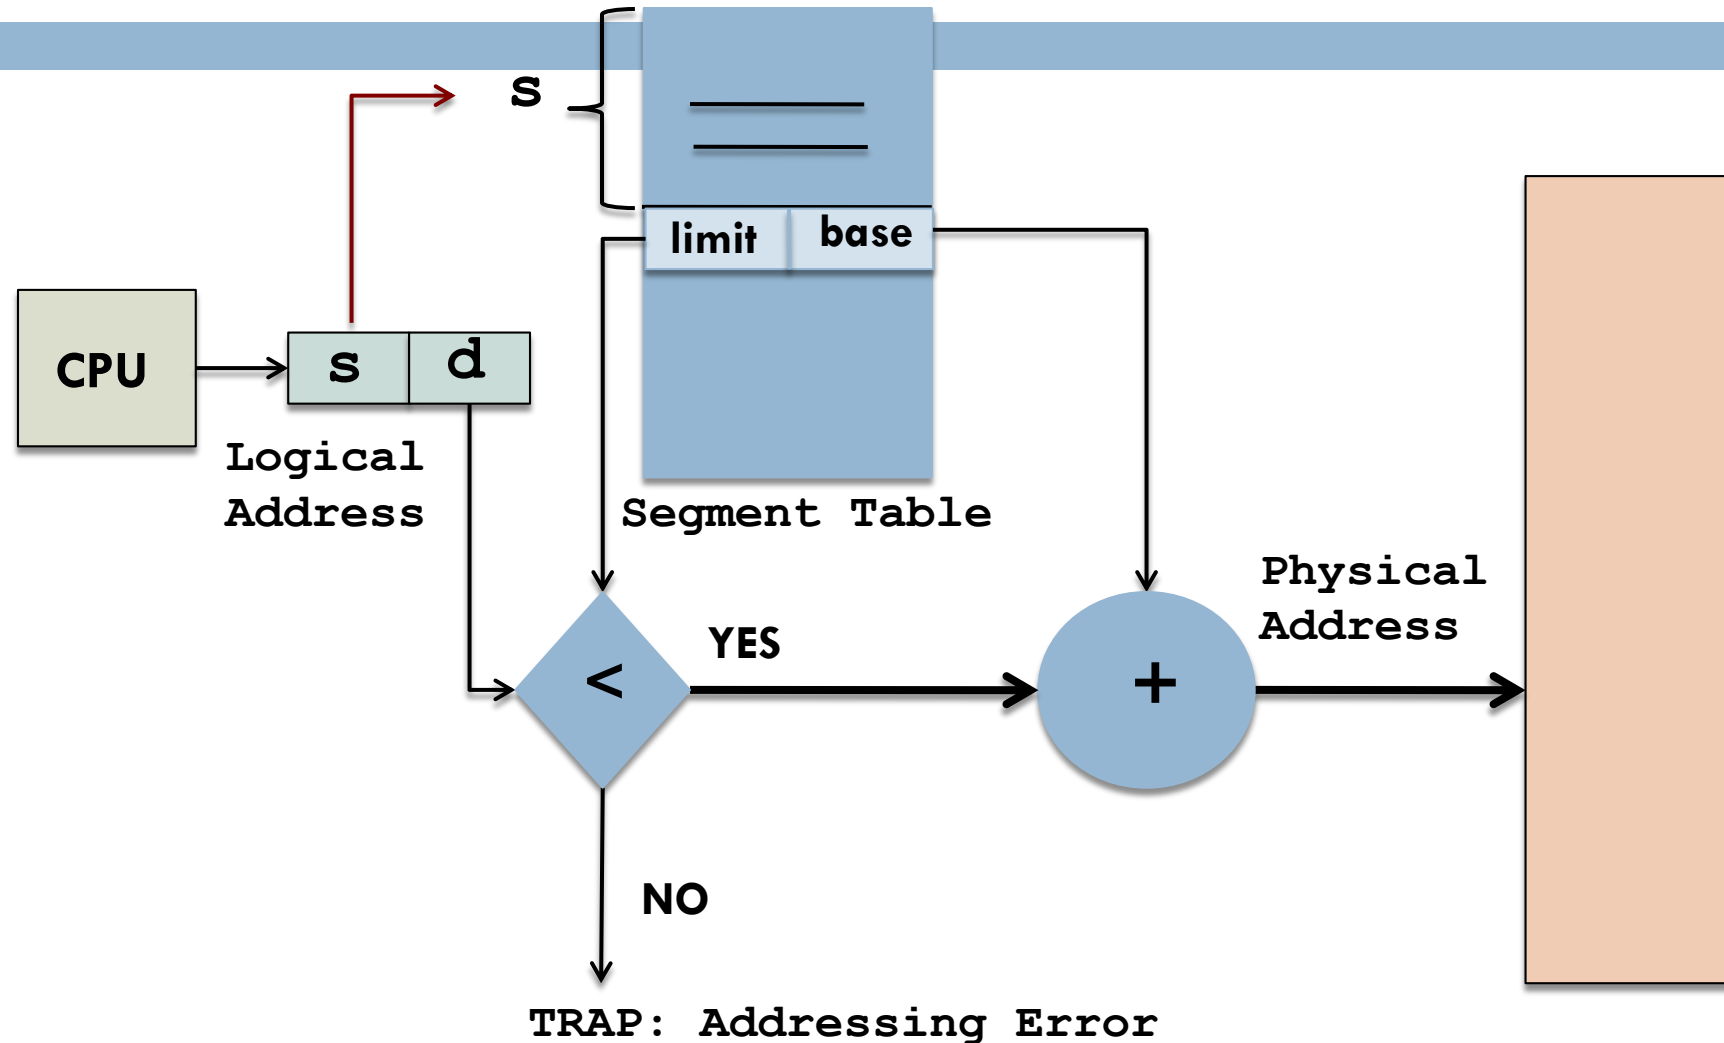 s
limit
base
CPU
s
d
Logical
Address
Segment Table
Physical
Address
<
YES
+
NO
TRAP: Addressing Error